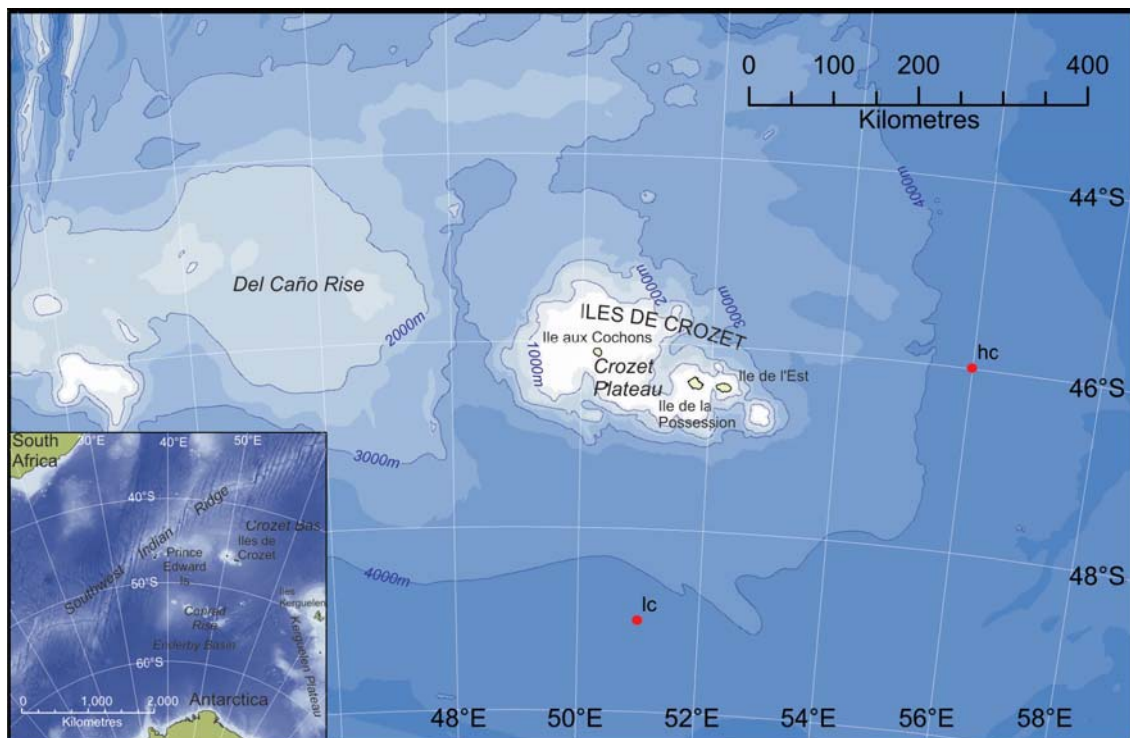 0 100 200 400
Kilometres
4000m
44°S
Del Caño Rise
2000m
3000m
ILES DE CROZET
2000m
Ile aux Cochons
1000m
Crozet
Plateau
Ile de l'Est
hc
46°S
Ile de la
Possession
3000m
4000m
48°S
lc
48°E 50°E 52°E 54°E 56°E 58°E
South
Africa
30°E 40°E 50°E
40°S
Southwest Indian Ridge
Crozet Bas
Iles de
Crozet
Prince
Edward
Is
50°S
Iles
Kerguelen
Conrad
Rise
Enderby Basin
Kerguelen Plateau
60°S
Antarctica
0 1,000 2,000
Kilometres